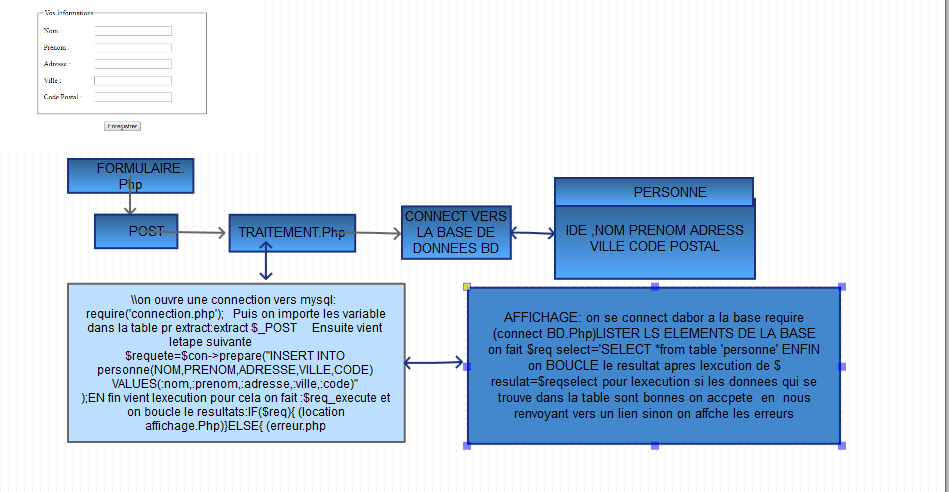 Vos informations
Nom :
Prenom :
Adresse :
Ville :
Code Postal :
Enregistrer
FORMULAIRE.
Php
POST
TRAITEMENT.Php
CONNECT VERS
LA BASE DE
DONNEES BD
PERSONNE
IDE ,NOM PRENOM ADRESS
VILLE CODE POSTAL
\\on ouvre une connection vers mysql:
require('connection.php'); Puis on importe les variable
dans la table pr extract:extract $_POST Ensuite vient
letape suivante
$requete=$con->prepare("INSERT INTO
personne(NOM,PRENOM,ADRESSE,VILLE,CODE)
VALUES(:nom,:prenom,:adresse,:ville,:code)"
);EN fin vient lexecution pour cela on fait :$req_execute et
on boucle le resultats:IF($req){ (location
affichage.Php)}ELSE{ (erreur.php
AFFICHAGE: on se connect dabor a la base require
(connect BD.Php)LISTER LS ELEMENTS DE LA BASE
on fait $req select='SELECT *from table 'personne' ENFIN
on BOUCLE le resultat apres lexcution de $
resulat=$reqselect pour lexecution si les donnees qui se
trouve dans la table sont bonnes on accpete en nous
renvoyant vers un lien sinon on affche les erreurs